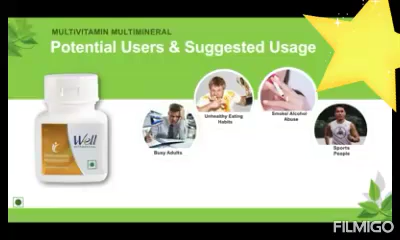 MULTIVITAMIN MULTIMINERAL
Potential Users & Suggested Usage
Well
Busy Adults
Unhealthy Eating
Habits
Smoke/ Alcohol
Abuse
Sports
People
FILMIGO